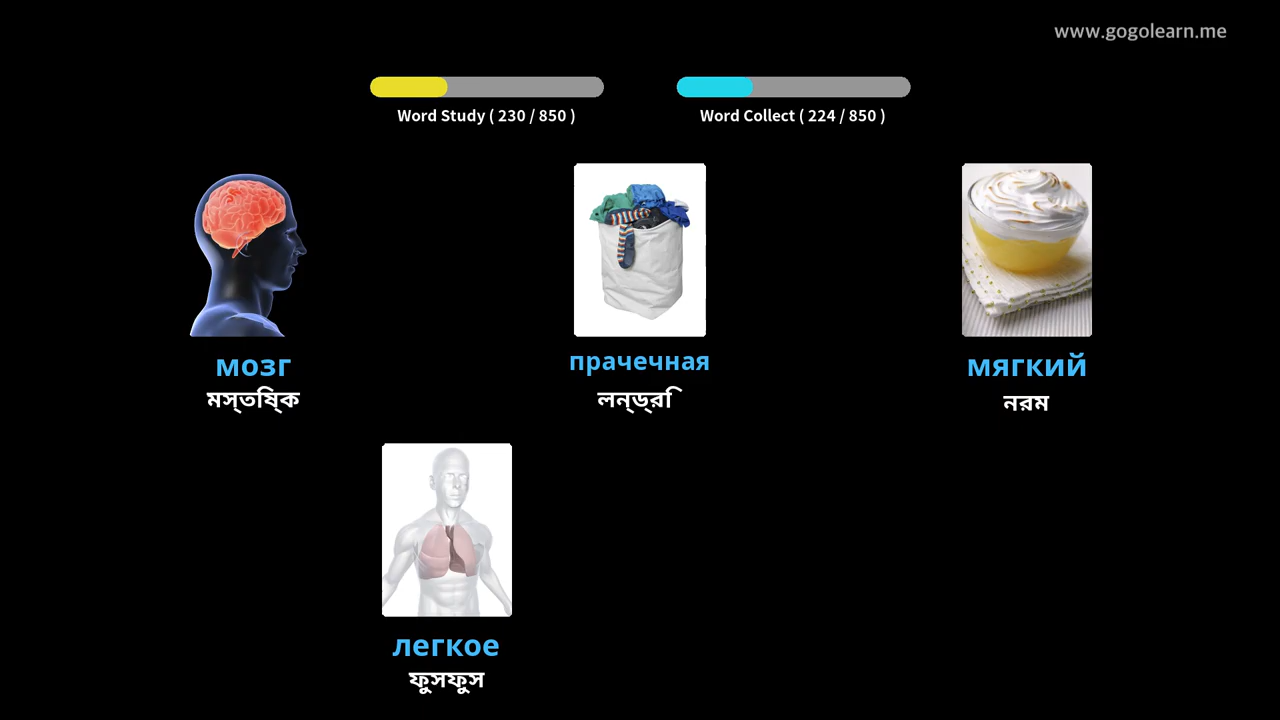 www.gogolearn.me
Word Study ( 230 / 850 )
Word Collect ( 224 / 850 )
мозг
মস্তিষ্ক
прачечная
লন্ড্রি
мягкий
নরম
легкое
ফুসফুস